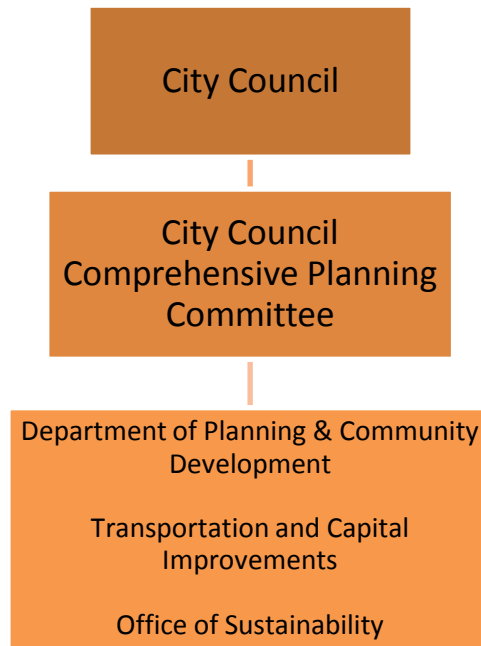 City Council
City Council
Comprehensive Planning
Committee
Department of Planning & Community
Development
Transportation and Capital
Improvements
Office of Sustainability